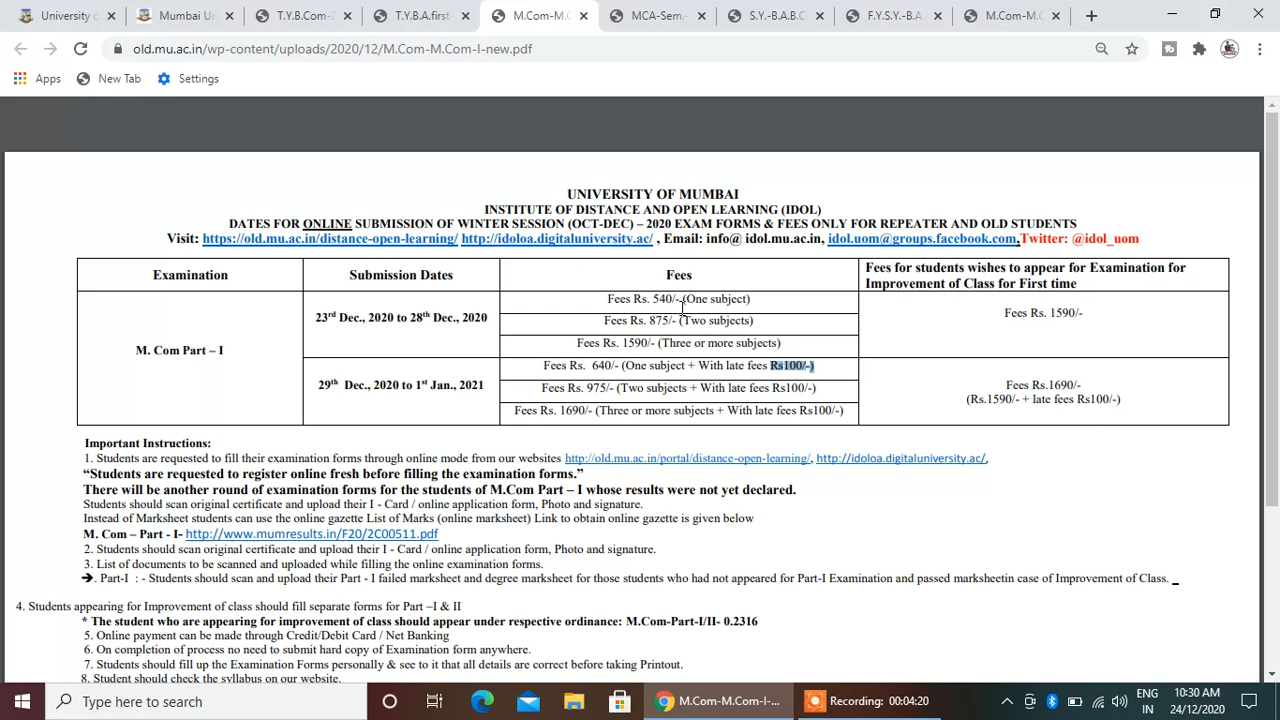 University c
Mumbai Un
T.Y.B.Com-2
T.Y.B.A.first-
M.Com-M.C
MCA-Sem.-
S.Y.-B.A.B.C
F.Y.S.Y.-B.A
M.Com-M.C
old.mu.ac.in/wp-content/uploads/2020/12/M.Com-M.Com-I-new.pdf
Apps New Tab Settings
UNIVERSITY OF MUMBAI
INSTITUTE OF DISTANCE AND OPEN LEARNING (IDOL)
DATES FOR ONLINE SUBMISSION OF WINTER SESSION (OCT-DEC) – 2020 EXAM FORMS & FEES ONLY FOR REPEATER AND OLD STUDENTS
Visit: https://old.mu.ac.in/distance-open-learning/ http://idoloa.digitaluniversity.ac/ , Email: info@ idol.mu.ac.in, idol.uom@groups.facebook.com,Twitter: @idol_uom
Examination
Submission Dates
Fees
Fees for students wishes to appear for Examination for
Improvement of Class for First time
M. Com Part – I
23rd Dec., 2020 to 28th Dec., 2020
Fees Rs. 540/- (One subject)
Fees Rs. 875/- (Two subjects)
Fees Rs. 1590/- (Three or more subjects)
Fees Rs. 1590/-
29th Dec., 2020 to 1st Jan., 2021
Fees Rs. 640/- (One subject + With late fees Rs100/-)
Fees Rs. 975/- (Two subjects + With late fees Rs100/-)
Fees Rs. 1690/- (Three or more subjects + With late fees Rs100/-)
Fees Rs.1690/-
(Rs.1590/- + late fees Rs100/-)
Important Instructions:
1. Students are requested to fill their examination forms through online mode from our websites http://old.mu.ac.in/portal/distance-open-learning/, http://idoloa.digitaluniversity.ac/,
“Students are requested to register online fresh before filling the examination forms.”
There will be another round of examination forms for the students of M.Com Part – I whose results were not yet declared.
Students should scan original certificate and upload their I - Card / online application form, Photo and signature.
Instead of Marksheet students can use the online gazette List of Marks (online marksheet) Link to obtain online gazette is given below
M. Com – Part - I- http://www.mumresults.in/F20/2C00511.pdf
2. Students should scan original certificate and upload their I - Card / online application form, Photo and signature.
3. List of documents to be scanned and uploaded while filling the online examination forms.
➔. Part-I : - Students should scan and upload their Part - I failed marksheet and degree marksheet for those students who had not appeared for Part-I Examination and passed marksheetin case of Improvement of Class. _
4. Students appearing for Improvement of class should fill separate forms for Part –I & II
* The student who are appearing for improvement of class should appear under respective ordinance: M.Com-Part-I/II- 0.2316
5. Online payment can be made through Credit/Debit Card / Net Banking
6. On completion of process no need to submit hard copy of Examination form anywhere.
7. Students should fill up the Examination Forms personally & see to it that all details are correct before taking Printout.
8. Student should check the syllabus on our website.
Type here to search
M.Com-M.Com-I-...
Recording: 00:04:20
ENG
IN
10:30 AM
24/12/2020